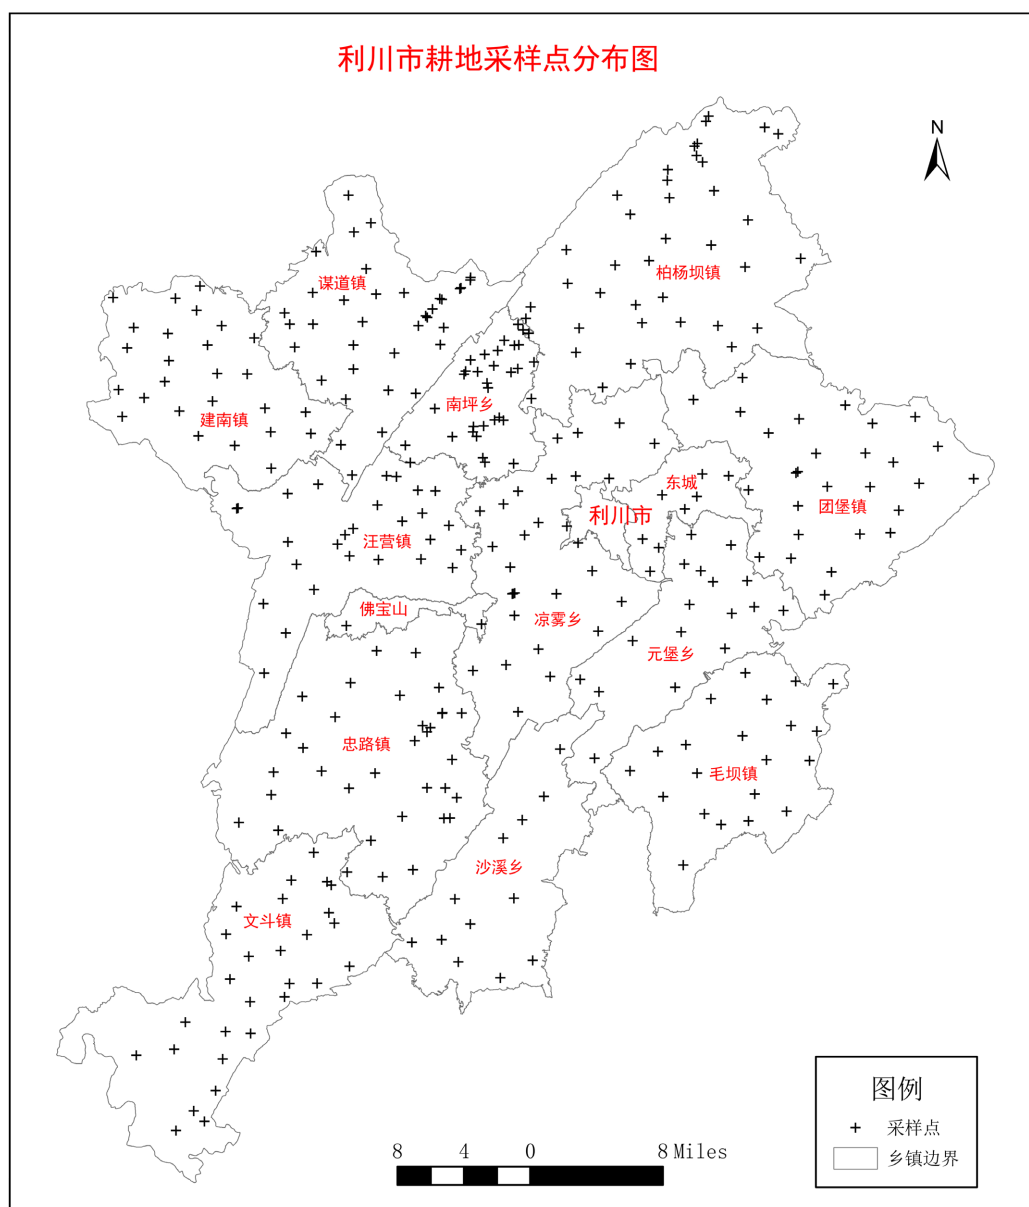 利川市耕地采样点分布图
N
谋道镇
柏杨坝镇
南坪乡
建南镇
东城
团堡镇
利川市
汪营镇
佛宝山
凉雾乡
元堡乡
忠路镇
毛坝镇
沙溪乡
文斗镇
图例
采样点
乡镇边界
8 4 0 8 Miles